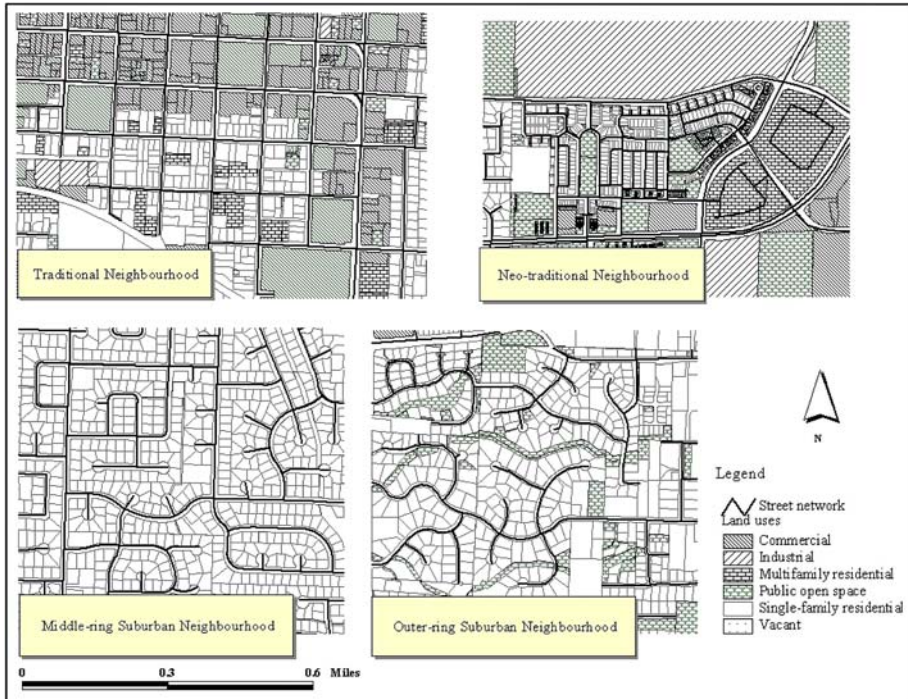 Traditional Neighbourhood
Neo-traditional Neighbourhood
Middle-ring Suburban Neighbourhood
Outer-ring Suburban Neighbourhood
N
Legend
Street network
Land uses
Commercial
Industrial
Multifamily residential
Public open space
Single-family residential
Vacant
0 0.3 0.6 Miles